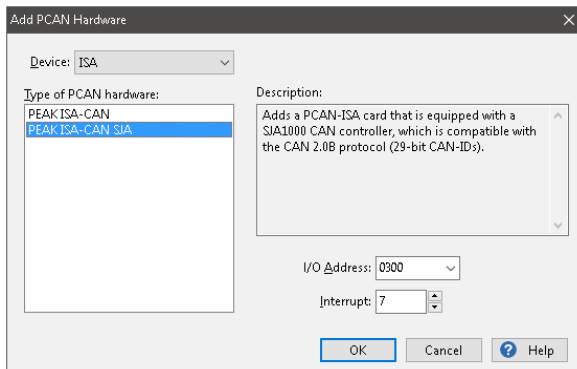 Add PCAN Hardware
Device: ISA
Type of PCAN hardware:
PEAK ISA-CAN
PEAK ISA-CAN SJA
Description:
Adds a PCAN-ISA card that is equipped with a
SJA1000 CAN controller, which is compatible with
the CAN 2.0B protocol (29-bit CAN-IDs).
I/O Address: 0300
Interrupt: 7
OK Cancel ? Help